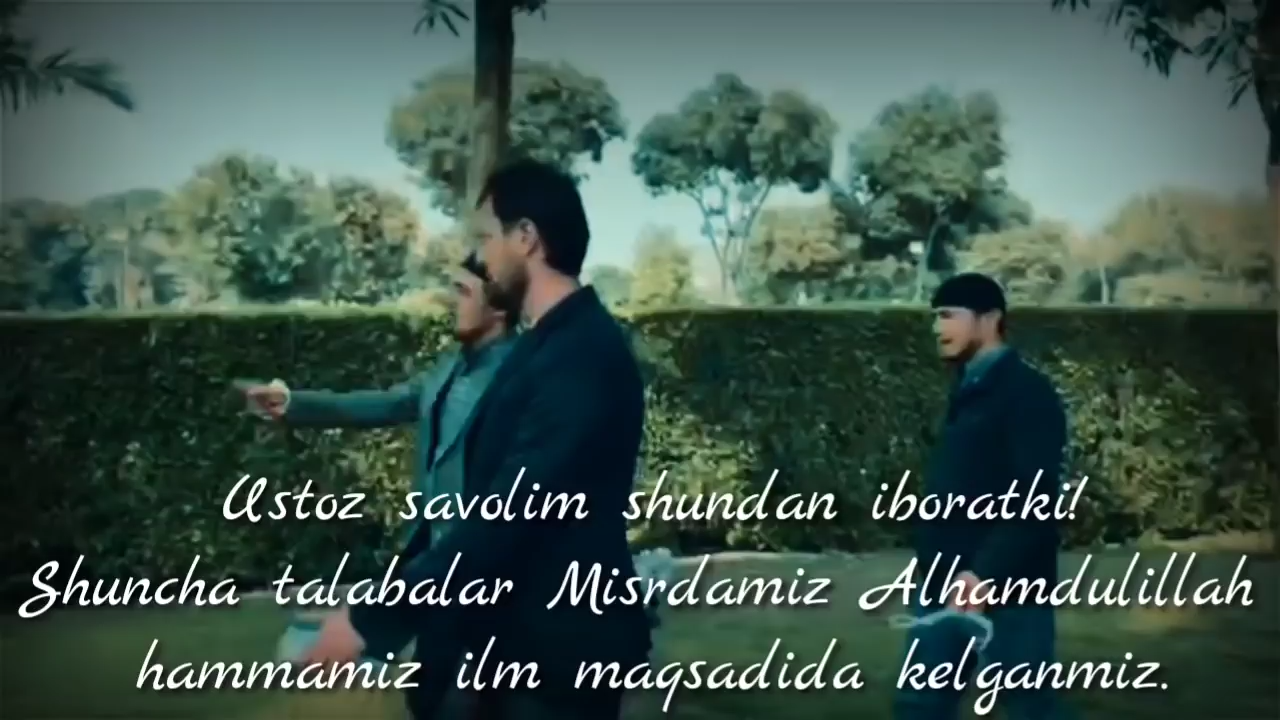 Ustoz savolim shundan iboratki!
Shuncha talabalar Misrdamiz Alhamdulillah
hammamiz ilm maqsadida kelganmiz.